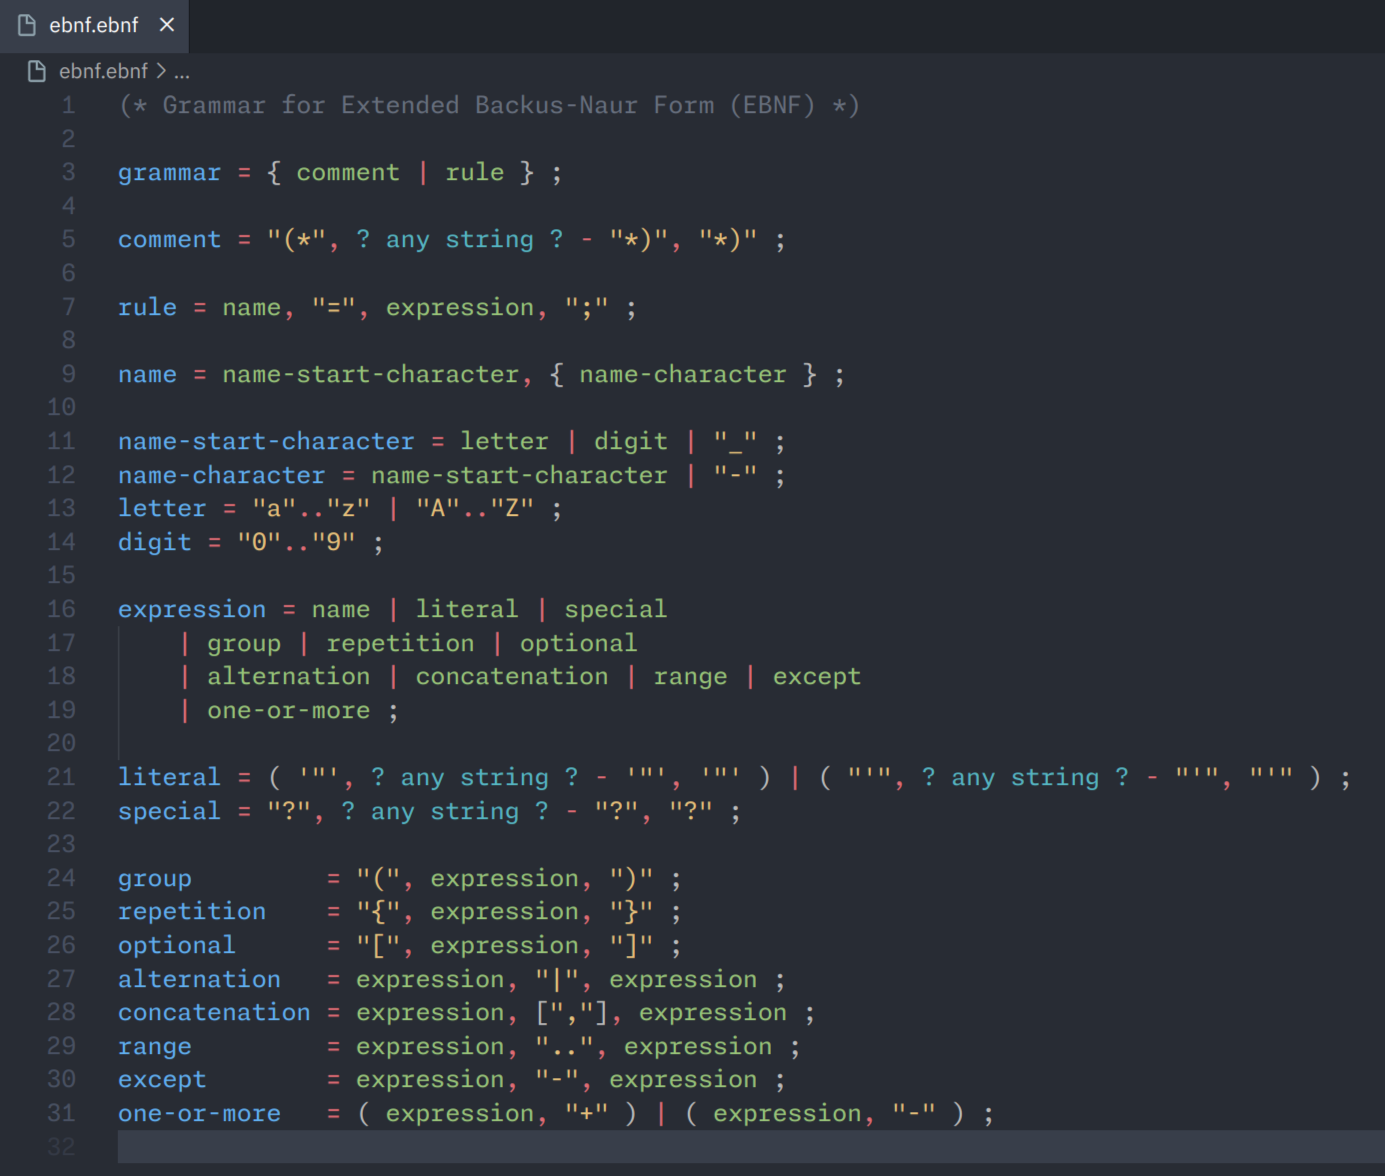 ebnf.ebnf ×
ebnf.ebnf > ...
1 (* Grammar for Extended Backus-Naur Form (EBNF) *)
2
3 grammar = { comment | rule } ;
4
5 comment = "(*", ? any string ? - "*)", "*)" ;
6
7 rule = name, "=", expression, ";" ;
8
9 name = name-start-character, { name-character } ;
10
11 name-start-character = letter | digit | "_" ;
12 name-character = name-start-character | "-" ;
13 letter = "a".."z" | "A".."Z" ;
14 digit = "0".."9" ;
15
16 expression = name | literal | special
17     | group | repetition | optional
18     | alternation | concatenation | range | except
19     | one-or-more ;
20
21 literal = ( '"', ? any string ? - '"', '"' ) | ( "'", ? any string ? - "'", "'" ) ;
22 special = "?", ? any string ? - "?", "?" ;
23
24 group         = "(", expression, ")" ;
25 repetition    = "{", expression, "}" ;
26 optional      = "[", expression, "]" ;
27 alternation   = expression, "|", expression ;
28 concatenation = expression, [","], expression ;
29 range         = expression, "..", expression ;
30 except        = expression, "-", expression ;
31 one-or-more   = ( expression, "+" ) | ( expression, "-" ) ;
32